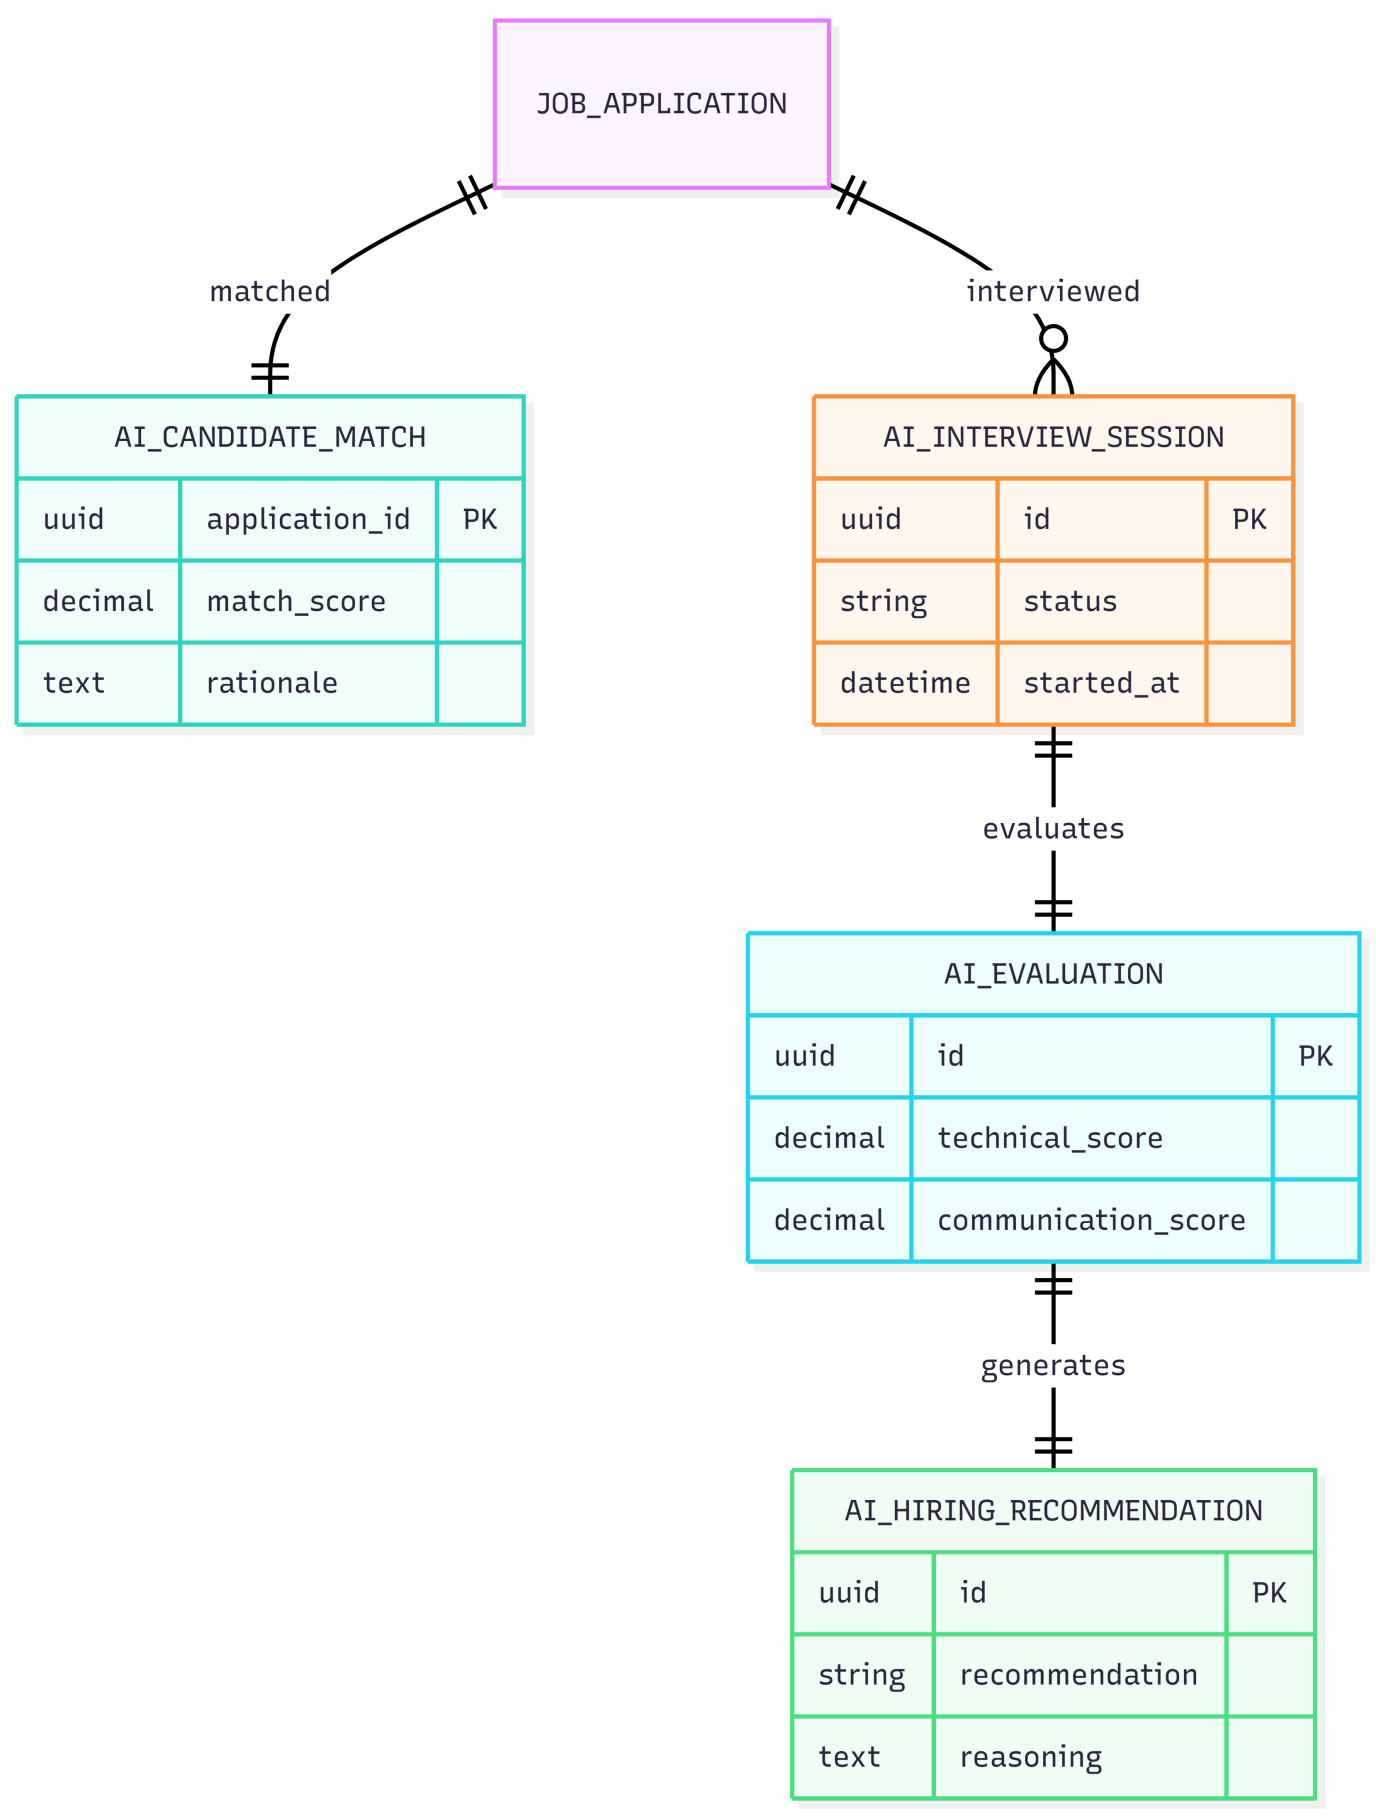 JOB_APPLICATION
matched
interviewed
AI_CANDIDATE_MATCH
uuid application_id PK
decimal match_score
text rationale
AI_INTERVIEW_SESSION
uuid id PK
string status
datetime started_at
evaluates
AI_EVALUATION
uuid id PK
decimal technical_score
decimal communication_score
generates
AI_HIRING_RECOMMENDATION
uuid id PK
string recommendation
text reasoning